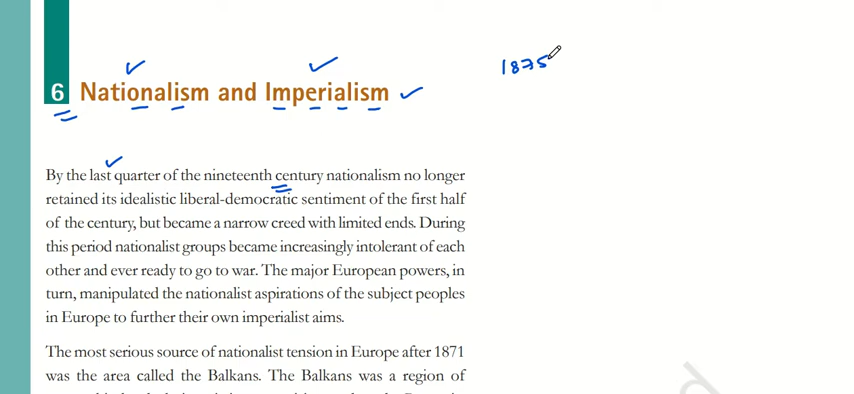 1875
6 Nationalism and Imperialism
By the last quarter of the nineteenth century nationalism no longer
retained its idealistic liberal-democratic sentiment of the first half
of the century, but became a narrow creed with limited ends. During
this period nationalist groups became increasingly intolerant of each
other and ever ready to go to war. The major European powers, in
turn, manipulated the nationalist aspirations of the subject peoples
in Europe to further their own imperialist aims.
The most serious source of nationalist tension in Europe after 1871
was the area called the Balkans. The Balkans was a region of